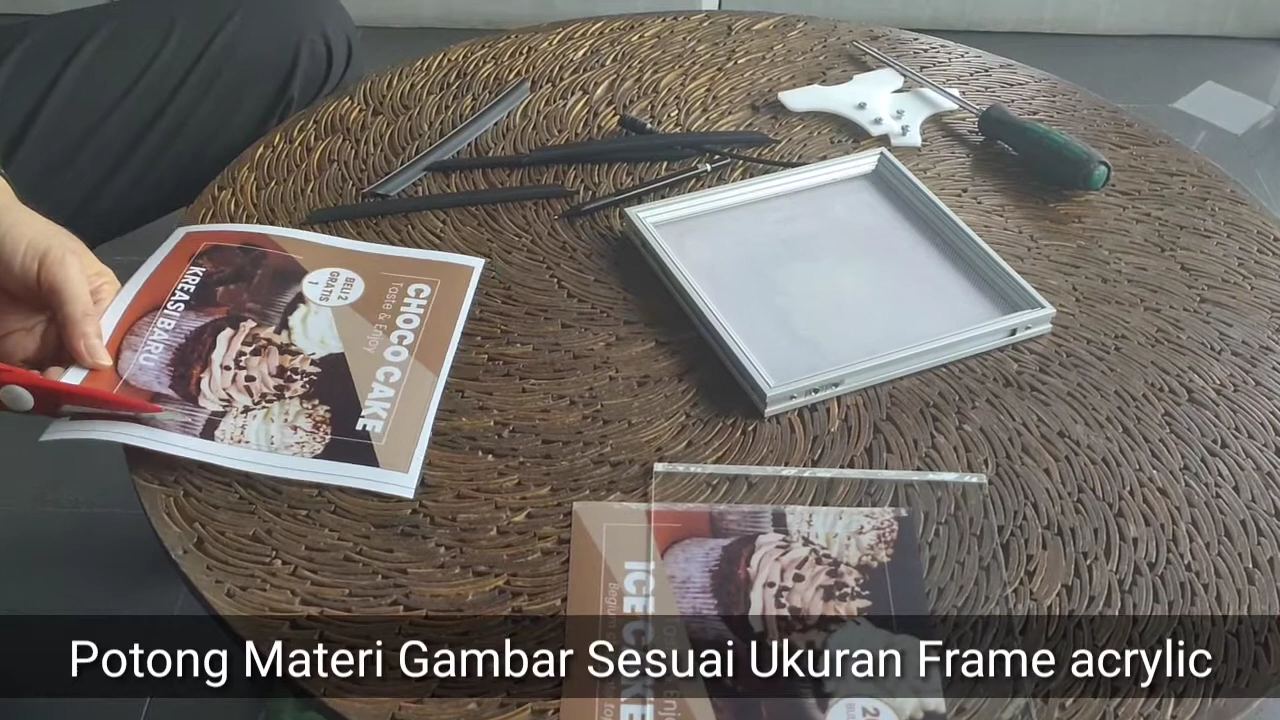 KREASI BARU
BELI 2
GRATIS
1
CHOCO CAKE
Taste & Enjoy
ICE CAKE
Potong Materi Gambar Sesuai Ukuran Frame acrylic